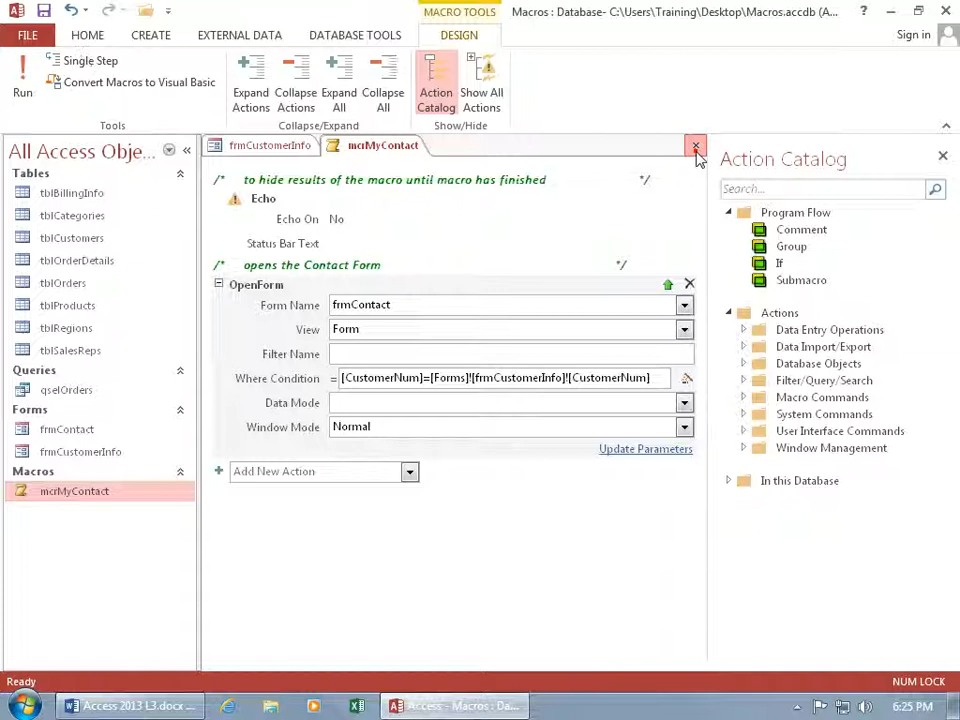 MACRO TOOLS
Macros : Database- C:\Users\Training\Desktop\Macros.accdb (A...
FILE
HOME
CREATE
EXTERNAL DATA
DATABASE TOOLS
DESIGN
Sign in
Run
Single Step
Convert Macros to Visual Basic
Expand Actions
Collapse Actions
Expand All
Collapse All
Action Catalog
Show All Actions
Tools
Collapse/Expand
Show/Hide
All Access Obje...
Tables
tblBillingInfo
tblCategories
tblCustomers
tblOrderDetails
tblOrders
tblProducts
tblRegions
tblSalesReps
Queries
qselOrders
Forms
frmContact
frmCustomerInfo
Macros
mcrMyContact
frmCustomerInfo
mcrMyContact
/* to hide results of the macro until macro has finished */
Echo
Echo On No
Status Bar Text
/* opens the Contact Form */
OpenForm
Form Name frmContact
View Form
Filter Name
Where Condition = [CustomerNum]=[Forms]![frmCustomerInfo]![CustomerNum]
Data Mode
Window Mode Normal
Update Parameters
Add New Action
Action Catalog
Search...
Program Flow
Comment
Group
If
Submacro
Actions
Data Entry Operations
Data Import/Export
Database Objects
Filter/Query/Search
Macro Commands
System Commands
User Interface Commands
Window Management
In this Database
Ready
NUM LOCK
Access 2013 L3.docx ...
Access - Macros : Da...
6:25 PM